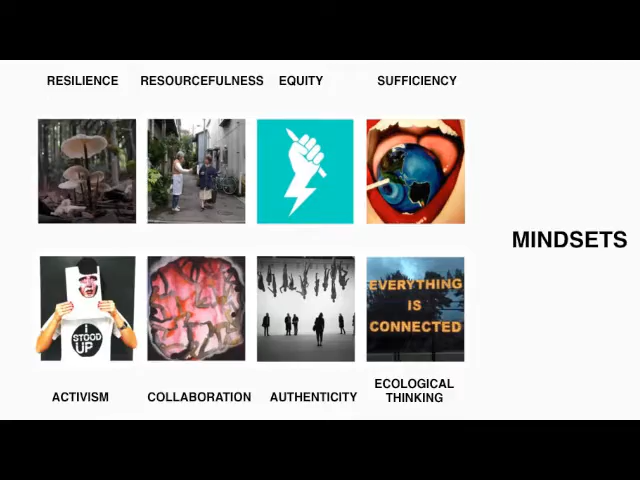 RESILIENCE
RESOURCEFULNESS
EQUITY
SUFFICIENCY
MINDSETS
I STOOD
UP
EVERYTHING
IS
CONNECTED
ACTIVISM
COLLABORATION
AUTHENTICITY
ECOLOGICAL
THINKING